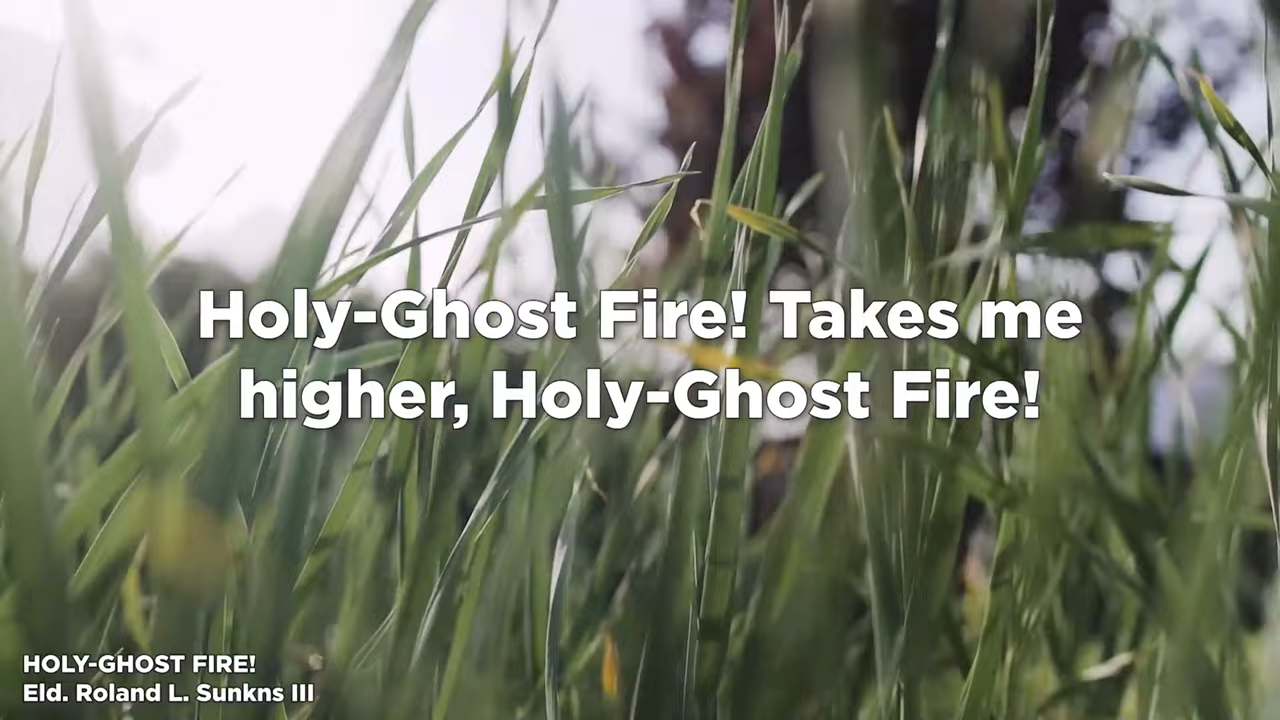 Holy-Ghost Fire! Takes me
higher, Holy-Ghost Fire!
HOLY-GHOST FIRE!
Eld. Roland L. Sunkns III